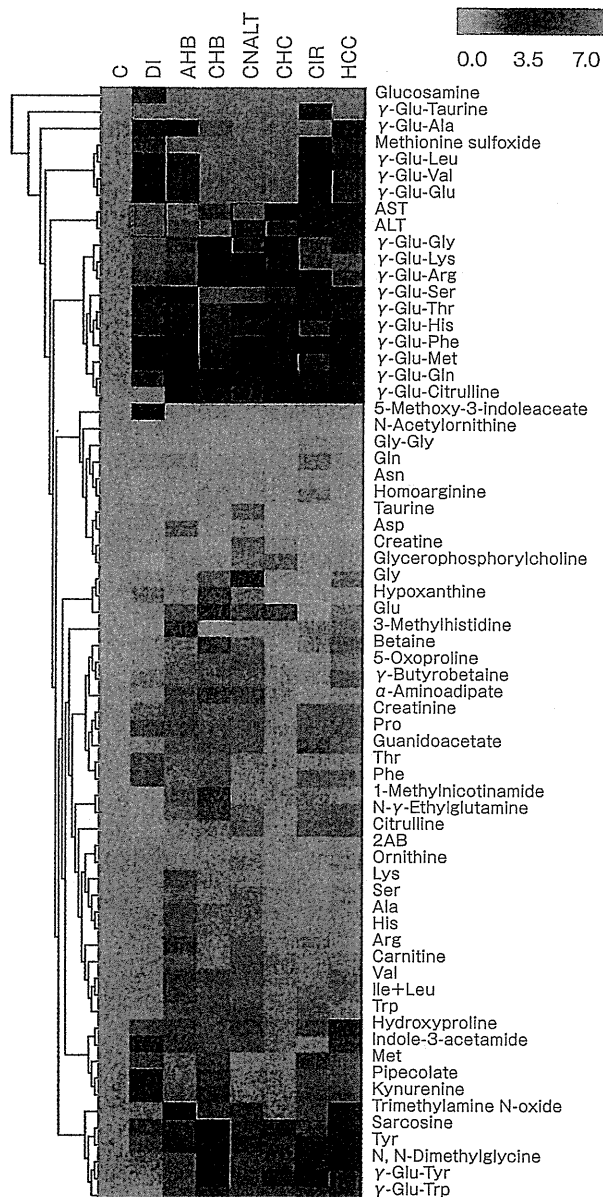 C DI AHB CHB CNALT CHC CIR HCC
0.0 3.5 7.0
Glucosamine
γ-Glu-Taurine
γ-Glu-Ala
Methionine sulfoxide
γ-Glu-Leu
γ-Glu-Val
γ-Glu-Glu
AST
ALT
γ-Glu-Gly
γ-Glu-Lys
γ-Glu-Arg
γ-Glu-Ser
γ-Glu-Thr
γ-Glu-His
γ-Glu-Phe
γ-Glu-Met
γ-Glu-Gln
γ-Glu-Citrulline
5-Methoxy-3-indoleaceate
N-Acetylornithine
Gly-Gly
Gln
Asn
Homoarginine
Taurine
Asp
Creatine
Glycerophosphorylcholine
Gly
Hypoxanthine
Glu
3-Methylhistidine
Betaine
5-Oxoproline
γ-Butyrobetaine
α-Aminoadipate
Creatinine
Pro
Guanidoacetate
Thr
Phe
1-Methylnicotinamide
N-γ-Ethylglutamine
Citrulline
2AB
Ornithine
Lys
Ser
Ala
His
Arg
Carnitine
Val
Ile+Leu
Trp
Hydroxyproline
Indole-3-acetamide
Met
Pipecolate
Kynurenine
Trimethylamine N-oxide
Sarcosine
Tyr
N, N-Dimethylglycine
γ-Glu-Tyr
γ-Glu-Trp